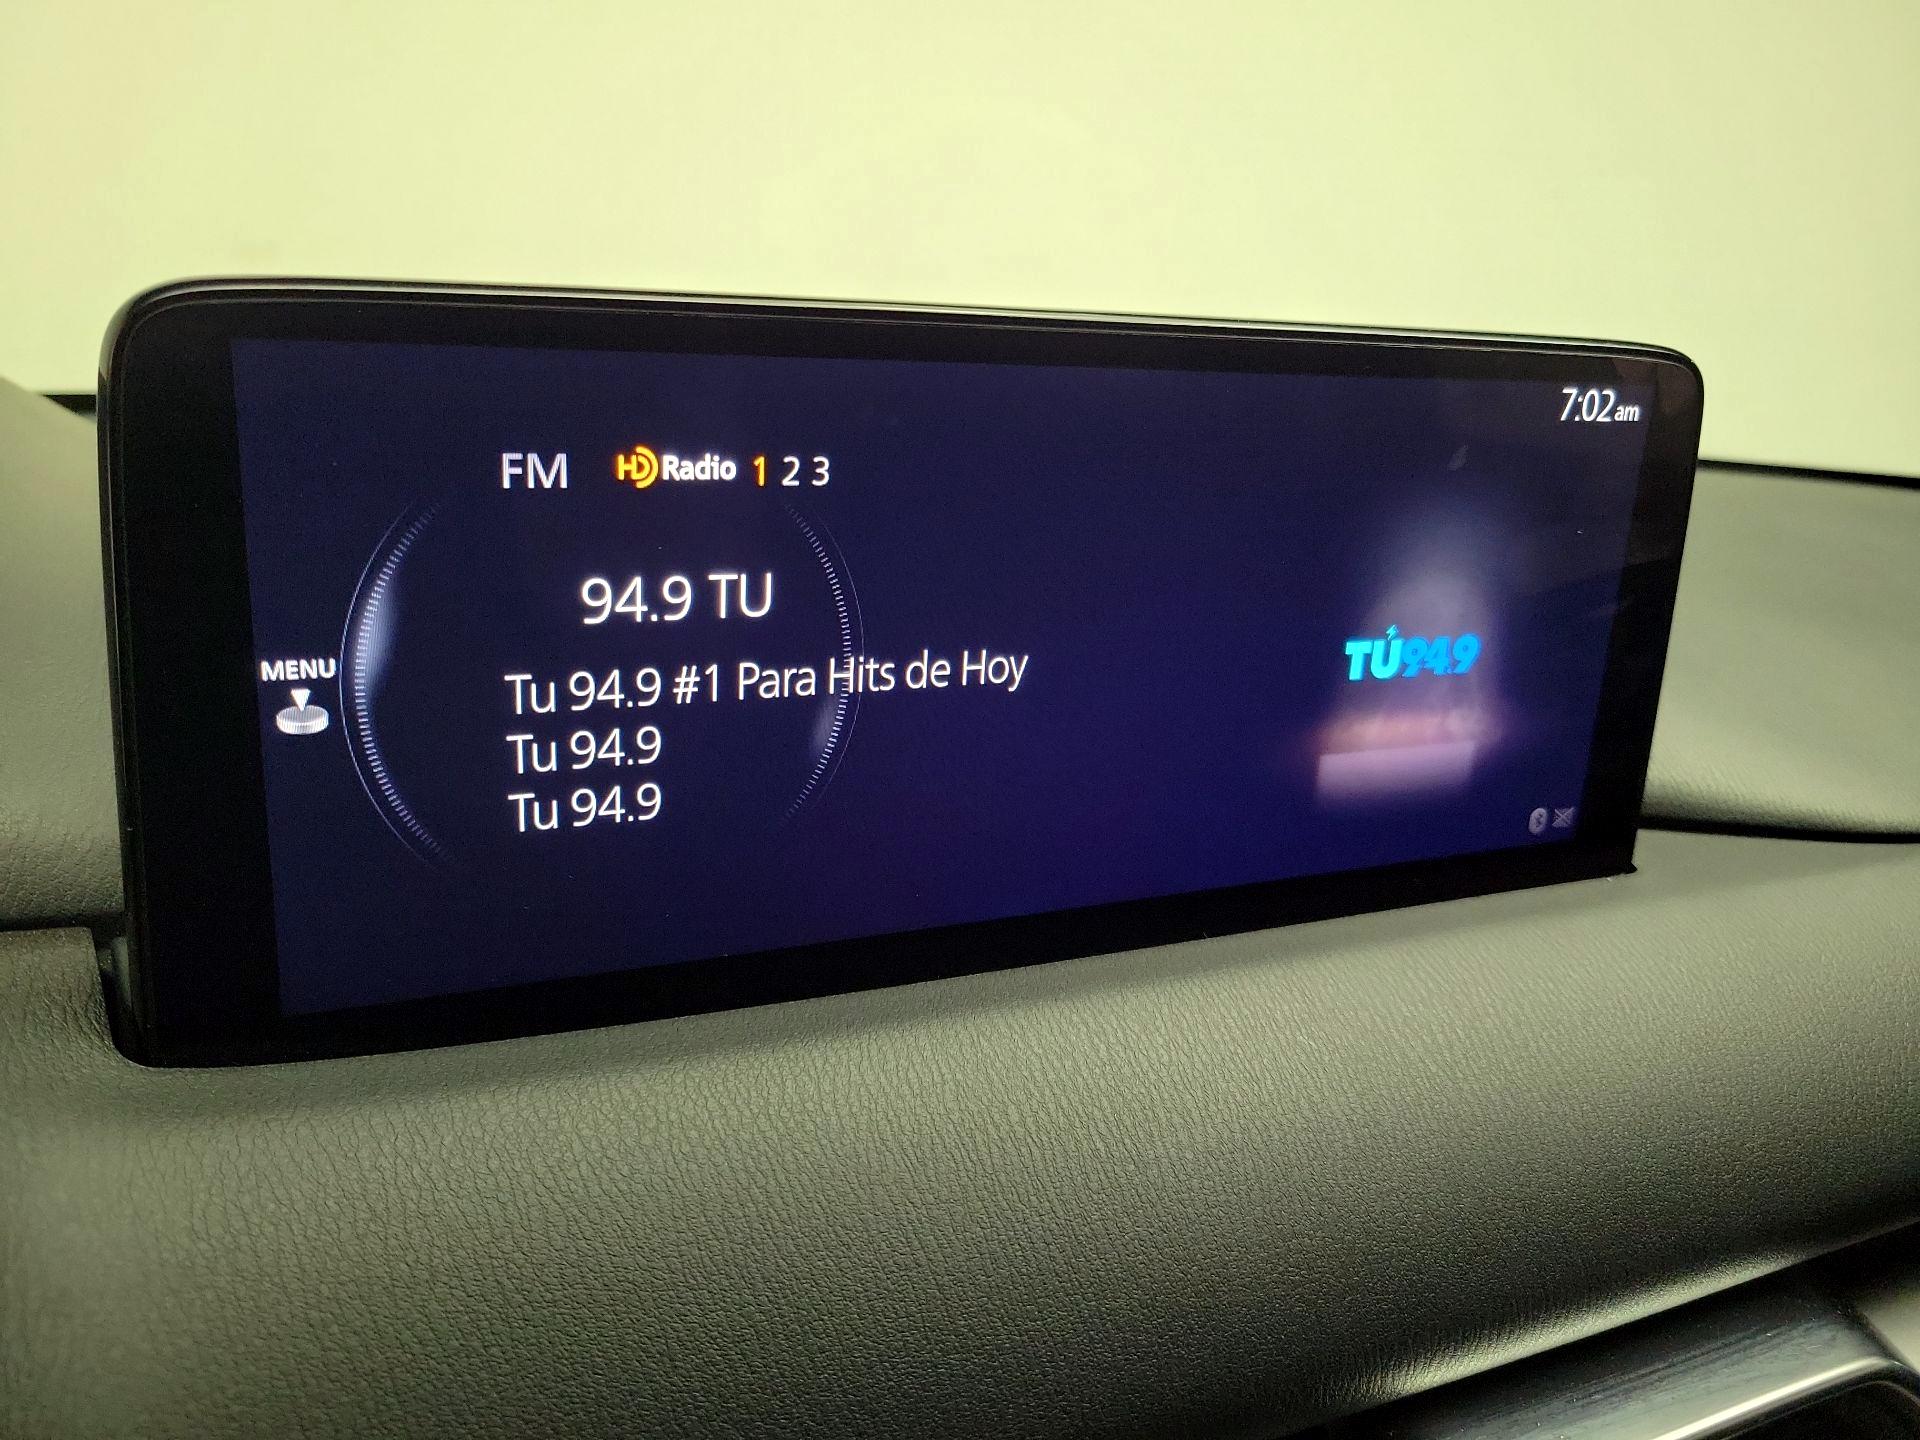 7:02am
FM HD Radio 1 2 3
94.9 TU
MENU
Tu 94.9 #1 Para Hits de Hoy
Tu 94.9
Tu 94.9
TÚ94.9